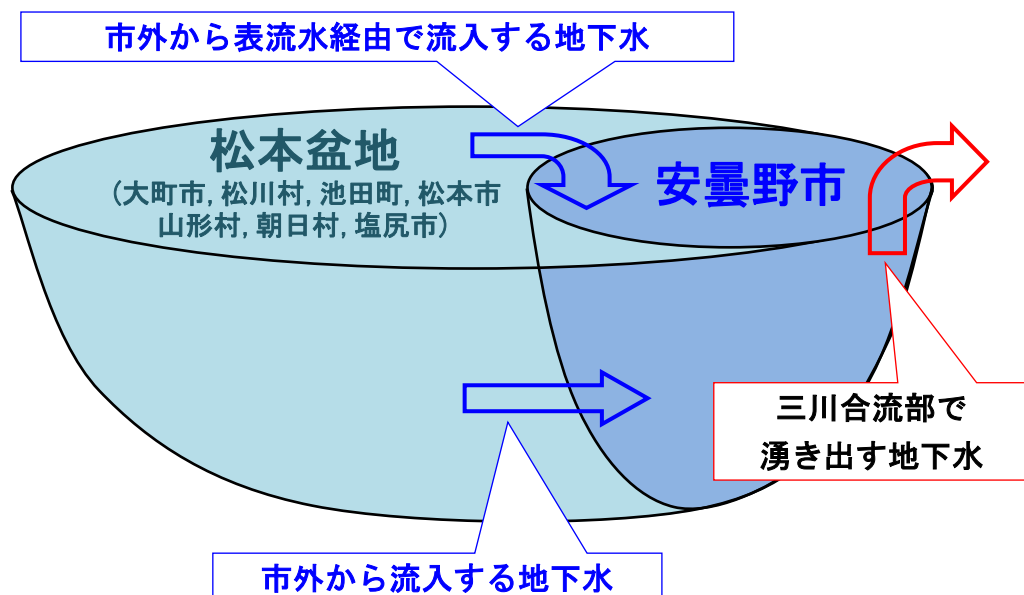 市外から表流水経由で流入する地下水
松本盆地
(大町市, 松川村, 池田町, 松本市
山形村, 朝日村, 塩尻市)
安曇野市
三川合流部で
湧き出す地下水
市外から流入する地下水